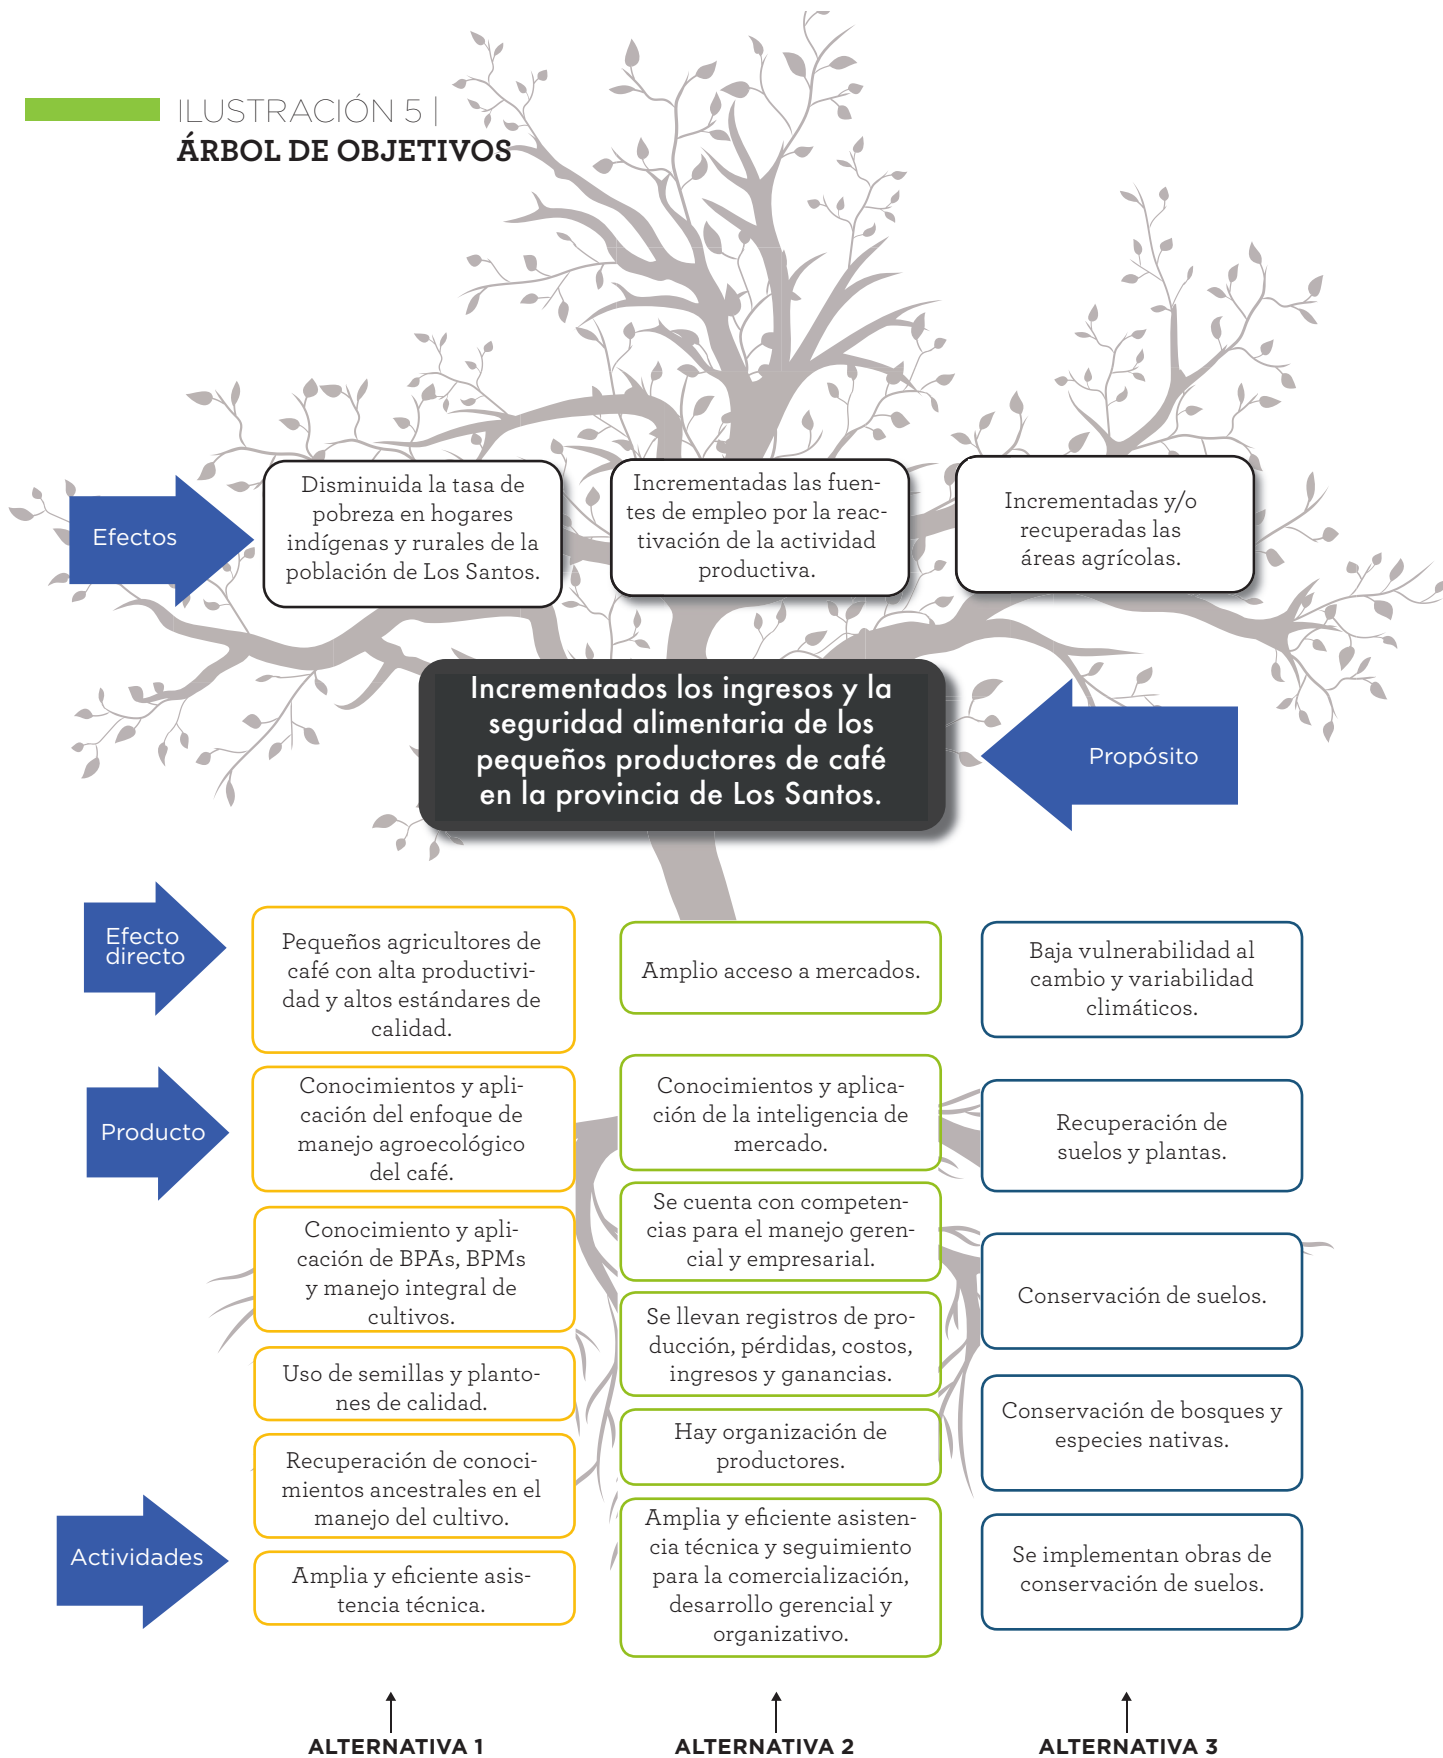 ILUSTRACIÓN 5 |
ÁRBOL DE OBJETIVOS
Efectos
Disminuida la tasa de
pobreza en hogares
indígenas y rurales de la
población de Los Santos.
Incrementadas las fuen-
tes de empleo por la reac-
tivación de la actividad
productiva.
Incrementadas y/o
recuperadas las
áreas agrícolas.
Incrementados los ingresos y la
seguridad alimentaria de los
pequeños productores de café
en la provincia de Los Santos.
Propósito
Efecto
directo
Pequeños agricultores de
café con alta productivi-
dad y altos estándares de
calidad.
Amplio acceso a mercados.
Baja vulnerabilidad al
cambio y variabilidad
climáticos.
Producto
Conocimientos y apli-
cación del enfoque de
manejo agroecológico
del café.
Conocimientos y aplica-
ción de la inteligencia de
mercado.
Recuperación de
suelos y plantas.
Conocimiento y apli-
cación de BPAs, BPMs
y manejo integral de
cultivos.
Se cuenta con competen-
cias para el manejo geren-
cial y empresarial.
Conservación de suelos.
Uso de semillas y planto-
nes de calidad.
Se llevan registros de pro-
ducción, pérdidas, costos,
ingresos y ganancias.
Conservación de bosques y
especies nativas.
Recuperación de conoci-
mientos ancestrales en el
manejo del cultivo.
Hay organización de
productores.
Actividades
Amplia y eficiente asis-
tencia técnica.
Amplia y eficiente asisten-
cia técnica y seguimiento
para la comercialización,
desarrollo gerencial y
organizativo.
Se implementan obras de
conservación de suelos.
ALTERNATIVA 1
ALTERNATIVA 2
ALTERNATIVA 3